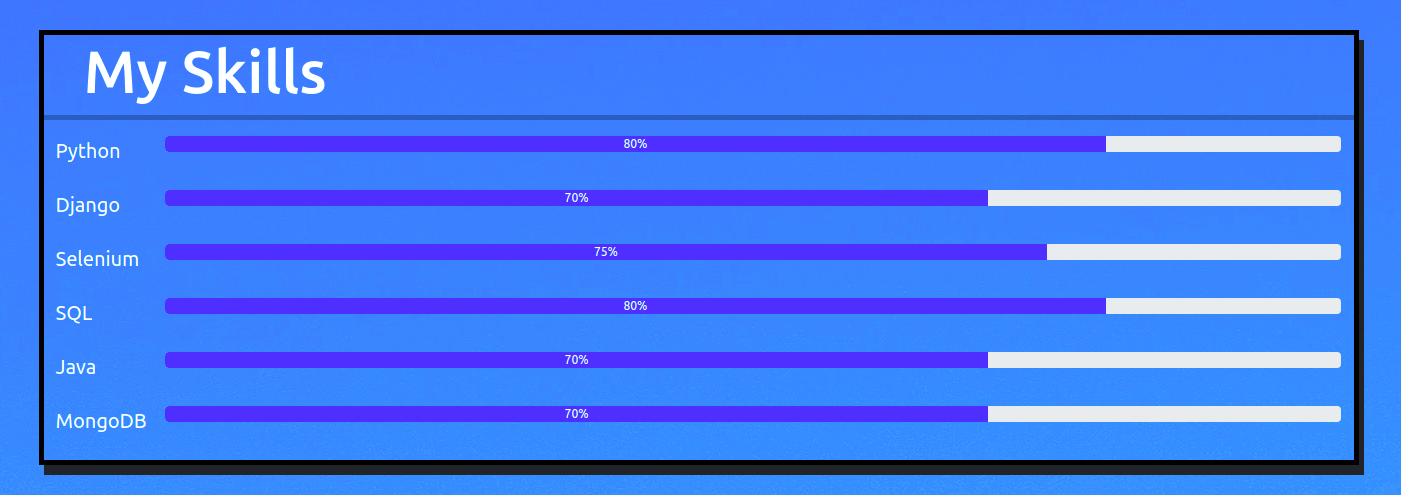 My Skills
Python 80%
Django 70%
Selenium 75%
SQL 80%
Java 70%
MongoDB 70%